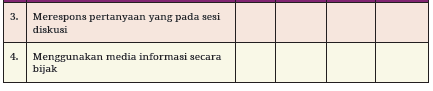 3. Merespons pertanyaan yang pada sesi
diskusi
4. Menggunakan media informasi secara
bijak